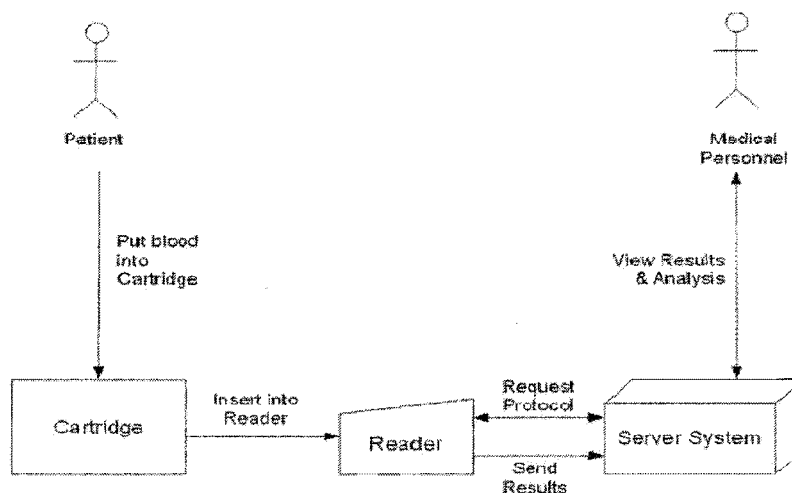 Patient
Medical
Personnel
Put blood
into
Cartridge
View Results
& Analysis
Cartridge
Insert into
Reader
Reader
Request
Protocol
Send
Results
Server System